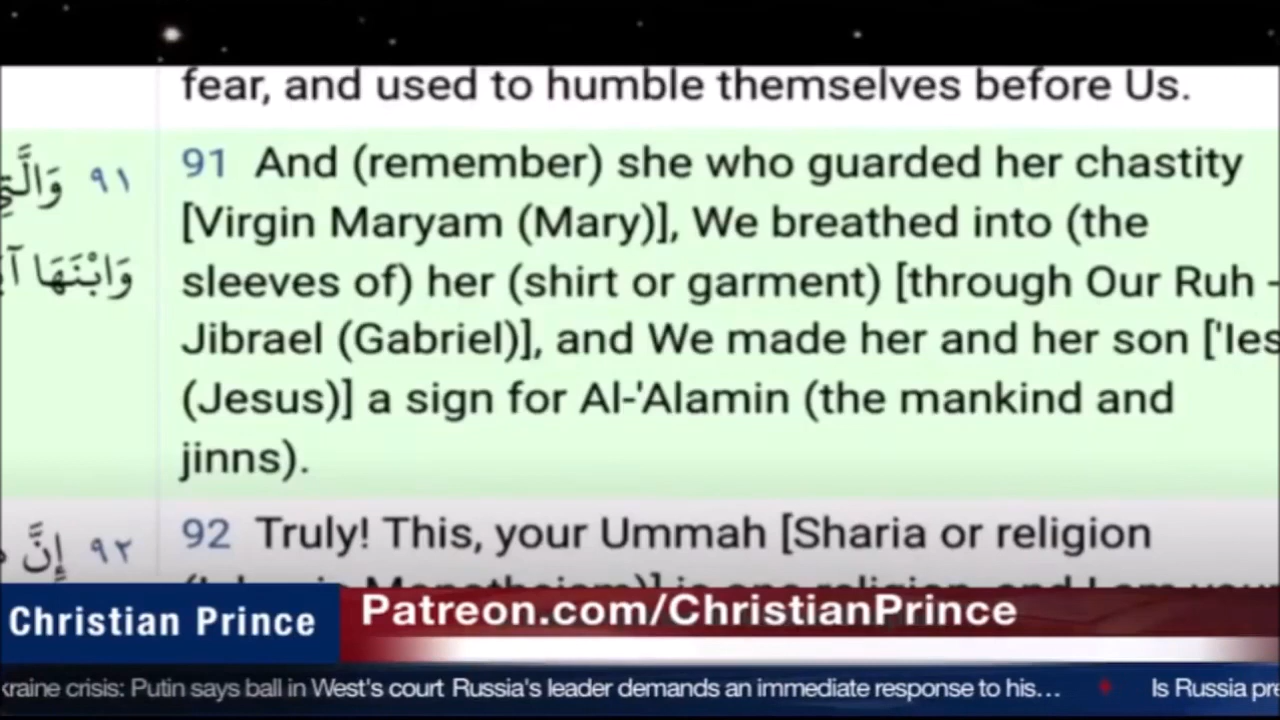 fear, and used to humble themselves before Us.
٩١
91 And (remember) she who guarded her chastity
[Virgin Maryam (Mary)], We breathed into (the
وَابْنَهَا
sleeves of) her (shirt or garment) [through Our Ruh -
Jibrael (Gabriel)], and We made her and her son ['Ies
(Jesus)] a sign for Al-'Alamin (the mankind and
jinns).
إِنَّ ٩٢
92 Truly! This, your Ummah [Sharia or religion
Christian Prince
Patreon.com/ChristianPrince
kraine crisis: Putin says ball in West's court Russia's leader demands an immediate response to his... Is Russia pre